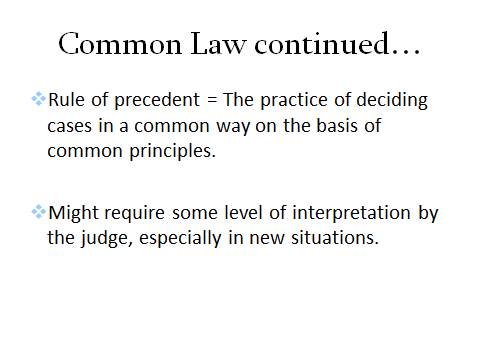 Common Law continued...
❖Rule of precedent = The practice of deciding
cases in a common way on the basis of
common principles.
❖Might require some level of interpretation by
the judge, especially in new situations.